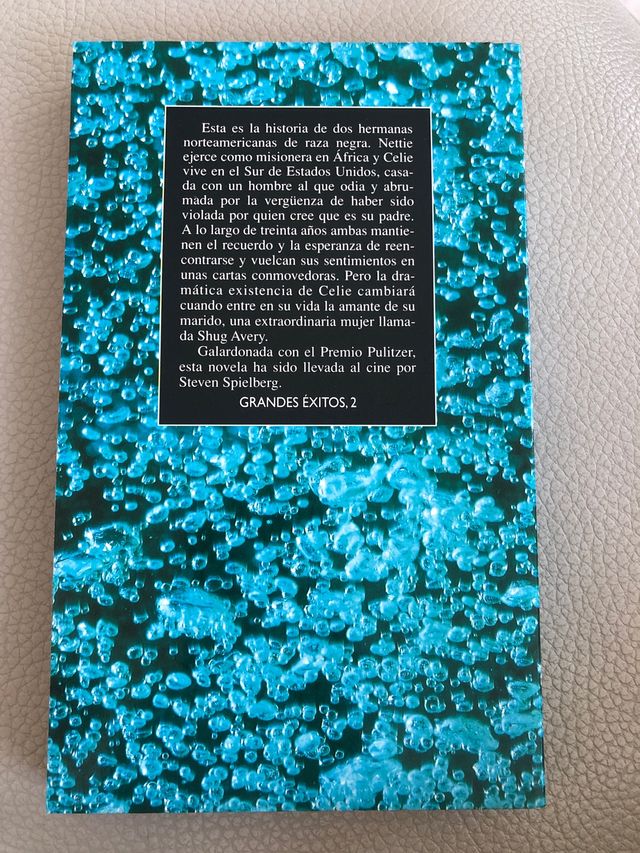 Esta es la historia de dos hermanas
norteamericanas de raza negra. Nettie
ejerce como misionera en África y Celie
vive en el Sur de Estados Unidos, casa-
da con un hombre al que odia y abru-
mada por la vergüenza de haber sido
violada por quien cree que es su padre.
A lo largo de treinta años ambas mantie-
nen el recuerdo y la esperanza de reen-
contrarse y vuelcan sus sentimientos en
unas cartas conmovedoras. Pero la dra-
mática existencia de Celie cambiará
cuando entre en su vida la amante de su
marido, una extraordinaria mujer llama-
da Shug Avery.
Galardonada con el Premio Pulitzer,
esta novela ha sido llevada al cine por
Steven Spielberg.
GRANDES ÉXITOS, 2